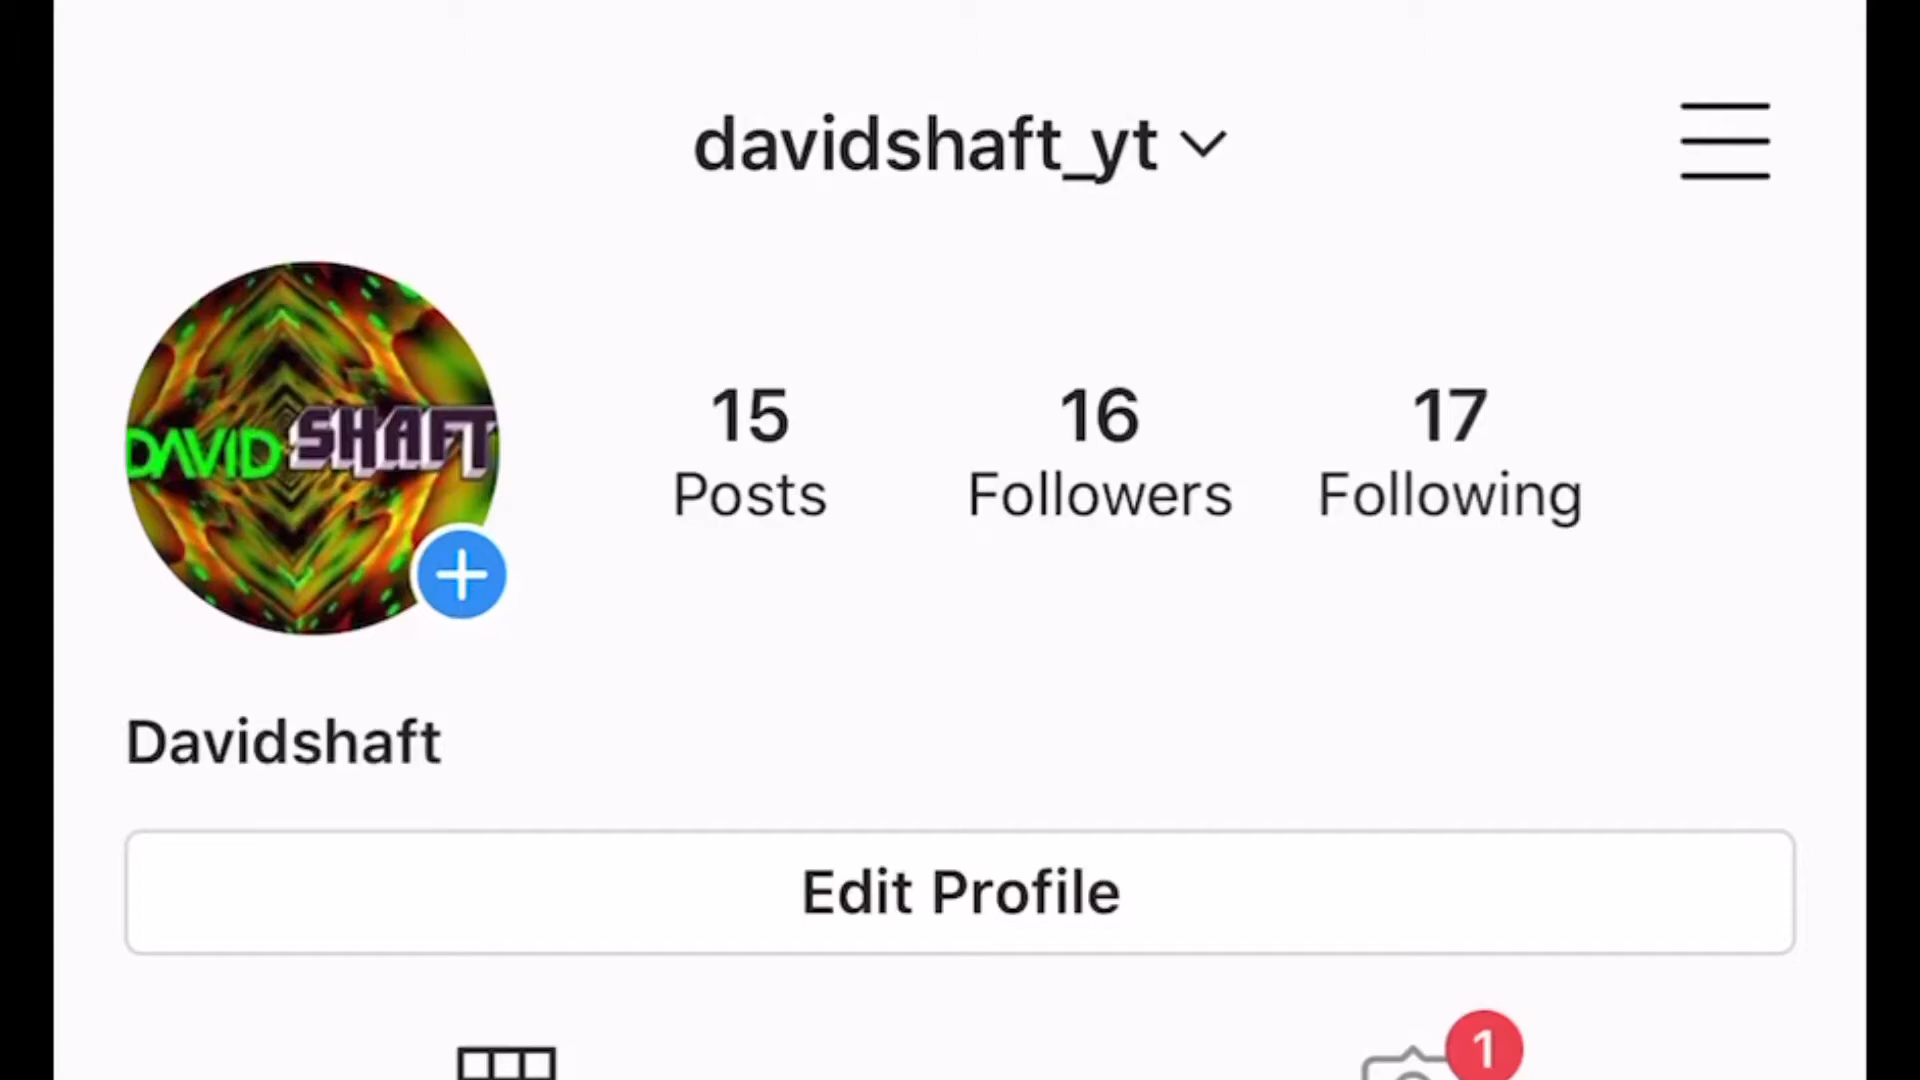 davidshaft_yt
DAVID SHAFT
15 16 17
Posts Followers Following
Davidshaft
Edit Profile
1